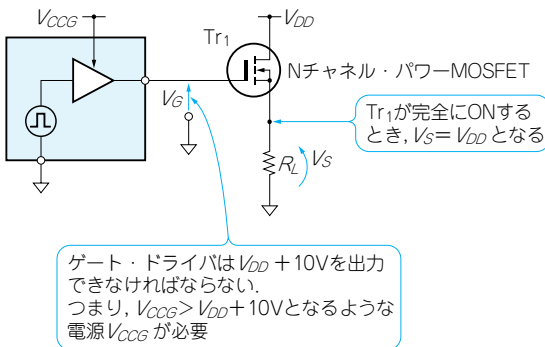 VCCG
VDD
Tr1
Nチャネル・パワーMOSFET
VG
Tr1が完全にONする
とき,VS=VDDとなる
RL
VS
ゲート・ドライバはVDD+10Vを出力
できなければならない.
つまり,VCCG>VDD+10Vとなるような
電源VCCGが必要